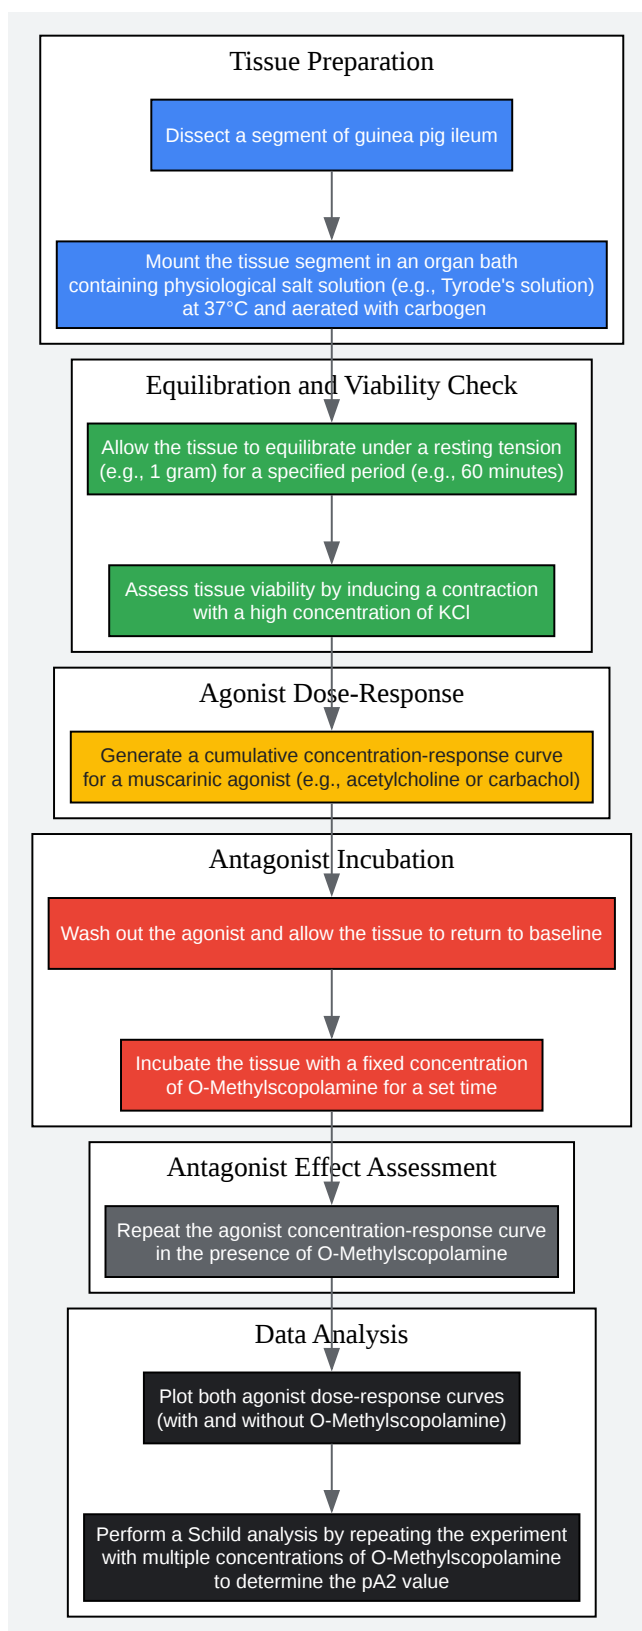 Tissue Preparation
Dissect a segment of guinea pig ileum
Mount the tissue segment in an organ bath
containing physiological salt solution (e.g., Tyrode's solution)
at 37°C and aerated with carbogen
Equilibration and Viability Check
Allow the tissue to equilibrate under a resting tension
(e.g., 1 gram) for a specified period (e.g., 60 minutes)
Assess tissue viability by inducing a contraction
with a high concentration of KCl
Agonist Dose-Response
Generate a cumulative concentration-response curve
for a muscarinic agonist (e.g., acetylcholine or carbachol)
Antagonist Incubation
Wash out the agonist and allow the tissue to return to baseline
Incubate the tissue with a fixed concentration
of O-Methylscopolamine for a set time
Antagonist Effect Assessment
Repeat the agonist concentration-response curve
in the presence of O-Methylscopolamine
Data Analysis
Plot both agonist dose-response curves
(with and without O-Methylscopolamine)
Perform a Schild analysis by repeating the experiment
with multiple concentrations of O-Methylscopolamine
to determine the pA2 value